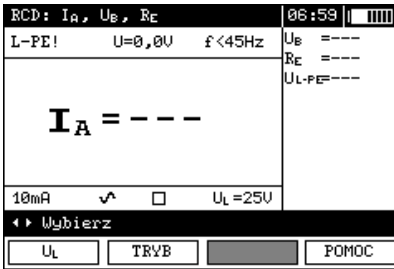 RCD: IA, UB, RE 06:59
L-PE! U=0,0V f<45Hz
UB =---
RE =---
UL-PE=---
IA = ---
10mA UL=25V
Wybierz
UL TRYB POMOC